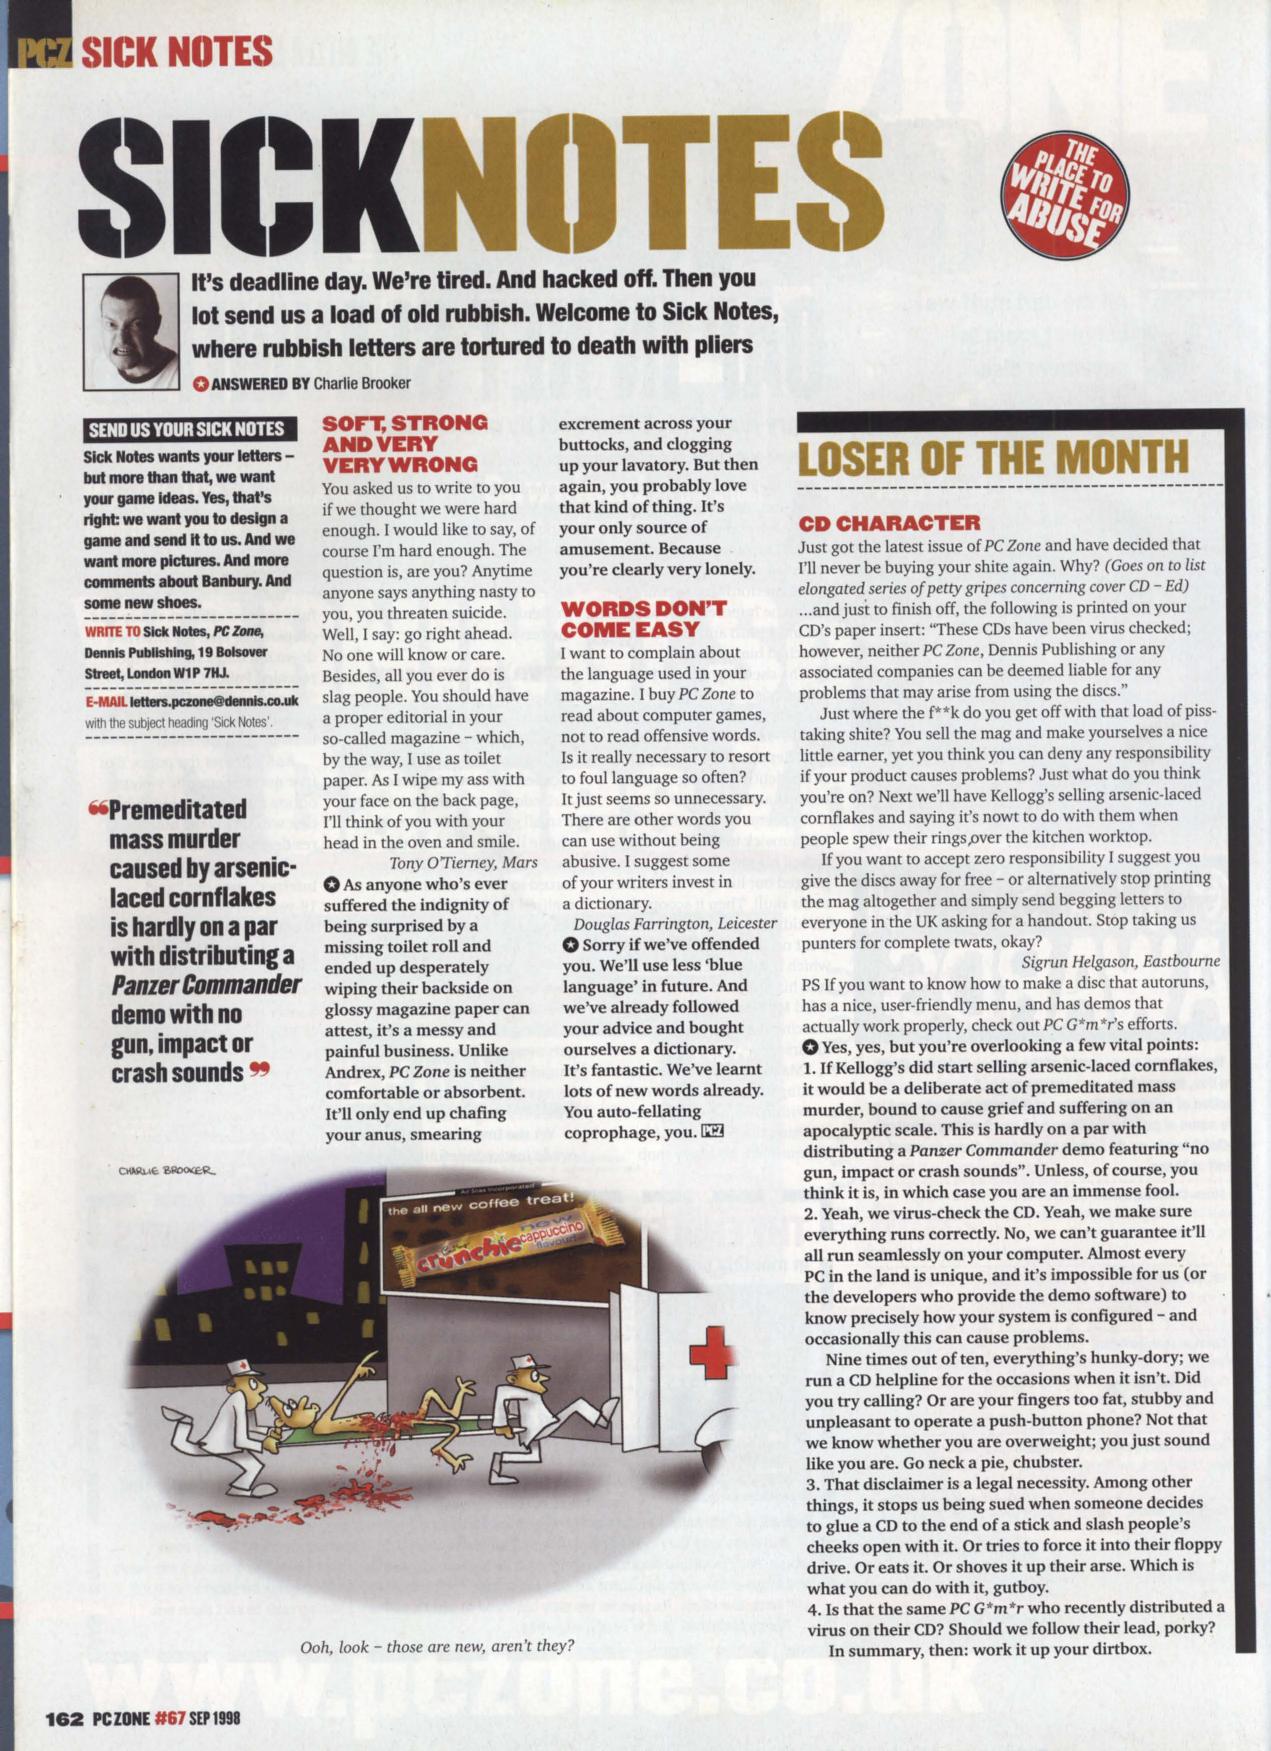 PCZ SICK NOTES
SICKNOTES
THE
PLACE TO
WRITE FOR
ABUSE
It's deadline day. We're tired. And hacked off. Then you
lot send us a load of old rubbish. Welcome to Sick Notes,
where rubbish letters are tortured to death with pliers
ANSWERED BY Charlie Brooker
SEND US YOUR SICK NOTES
Sick Notes wants your letters –
but more than that, we want
your game ideas. Yes, that's
right: we want you to design a
game and send it to us. And we
want more pictures. And more
comments about Banbury. And
some new shoes.
WRITE TO Sick Notes, PC Zone,
Dennis Publishing, 19 Bolsover
Street, London W1P 7HJ.
E-MAIL letters.pczone@dennis.co.uk
with the subject heading 'Sick Notes'.
“Premeditated
mass murder
caused by arsenic-
laced cornflakes
is hardly on a par
with distributing a
Panzer Commander
demo with no
gun, impact or
crash sounds”
SOFT, STRONG
AND VERY
VERY WRONG
You asked us to write to you
if we thought we were hard
enough. I would like to say, of
course I'm hard enough. The
question is, are you? Anytime
anyone says anything nasty to
you, you threaten suicide.
Well, I say: go right ahead.
No one will know or care.
Besides, all you ever do is
slag people. You should have
a proper editorial in your
so-called magazine – which,
by the way, I use as toilet
paper. As I wipe my ass with
your face on the back page,
I'll think of you with your
head in the oven and smile.
Tony O'Tierney, Mars
As anyone who's ever
suffered the indignity of
being surprised by a
missing toilet roll and
ended up desperately
wiping their backside on
glossy magazine paper can
attest, it's a messy and
painful business. Unlike
Andrex, PC Zone is neither
comfortable or absorbent.
It'll only end up chafing
your anus, smearing
excrement across your
buttocks, and clogging
up your lavatory. But then
again, you probably love
that kind of thing. It's
your only source of
amusement. Because
you're clearly very lonely.
WORDS DON'T
COME EASY
I want to complain about
the language used in your
magazine. I buy PC Zone to
read about computer games,
not to read offensive words.
Is it really necessary to resort
to foul language so often?
It just seems so unnecessary.
There are other words you
can use without being
abusive. I suggest some
of your writers invest in
a dictionary.
Douglas Farrington, Leicester
Sorry if we've offended
you. We'll use less 'blue
language' in future. And
we've already followed
your advice and bought
ourselves a dictionary.
It's fantastic. We've learnt
lots of new words already.
You auto-fellating
coprophage, you. PCZ
LOSER OF THE MONTH
CD CHARACTER
Just got the latest issue of PC Zone and have decided that
I'll never be buying your shite again. Why? (Goes on to list
elongated series of petty gripes concerning cover CD – Ed)
...and just to finish off, the following is printed on your
CD's paper insert: “These CDs have been virus checked;
however, neither PC Zone, Dennis Publishing or any
associated companies can be deemed liable for any
problems that may arise from using the discs.”
Just where the f**k do you get off with that load of piss-
taking shite? You sell the mag and make yourselves a nice
little earner, yet you think you can deny any responsibility
if your product causes problems? Just what do you think
you're on? Next we'll have Kellogg's selling arsenic-laced
cornflakes and saying it's nowt to do with them when
people spew their rings over the kitchen worktop.
If you want to accept zero responsibility I suggest you
give the discs away for free – or alternatively stop printing
the mag altogether and simply send begging letters to
everyone in the UK asking for a handout. Stop taking us
punters for complete twats, okay?
Sigrun Helgason, Eastbourne
PS If you want to know how to make a disc that autoruns,
has a nice, user-friendly menu, and has demos that
actually work properly, check out PC G*m*r's efforts.
Yes, yes, but you're overlooking a few vital points:
1. If Kellogg's did start selling arsenic-laced cornflakes,
it would be a deliberate act of premeditated mass
murder, bound to cause grief and suffering on an
apocalyptic scale. This is hardly on a par with
distributing a Panzer Commander demo featuring “no
gun, impact or crash sounds”. Unless, of course, you
think it is, in which case you are an immense fool.
2. Yeah, we virus-check the CD. Yeah, we make sure
everything runs correctly. No, we can't guarantee it'll
all run seamlessly on your computer. Almost every
PC in the land is unique, and it's impossible for us (or
the developers who provide the demo software) to
know precisely how your system is configured – and
occasionally this can cause problems.
Nine times out of ten, everything's hunky-dory; we
run a CD helpline for the occasions when it isn't. Did
you try calling? Or are your fingers too fat, stubby and
unpleasant to operate a push-button phone? Not that
we know whether you are overweight; you just sound
like you are. Go neck a pie, chubster.
3. That disclaimer is a legal necessity. Among other
things, it stops us being sued when someone decides
to glue a CD to the end of a stick and slash people's
cheeks open with it. Or tries to force it into their floppy
drive. Or eats it. Or shoves it up their arse. Which is
what you can do with it, gutboy.
4. Is that the same PC G*m*r who recently distributed a
virus on their CD? Should we follow their lead, porky?
In summary, then: work it up your dirtbox.
CHARLIE BROOKER
Ad Scas Incorporated
the all new coffee treat!
crunchie
new
cappuccino
flavour
Ooh, look – those are new, aren't they?
www.pczone.co.uk
162 PCZONE #67 SEP 1998